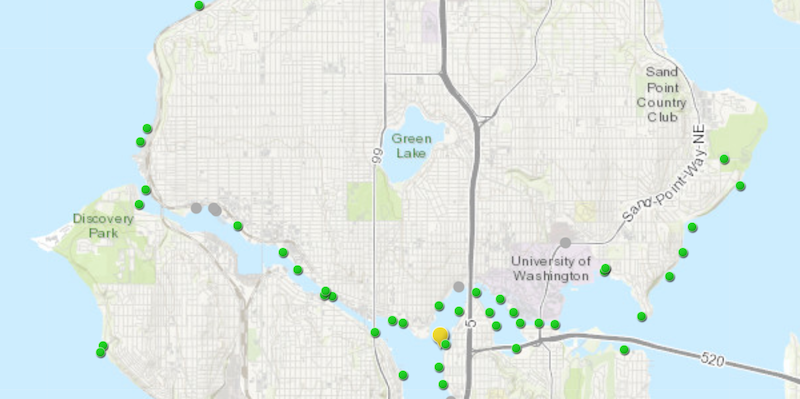 Sand
Point
Country
Club
Green
Lake
99
Sand-Point-Way-NE
Discovery
Park
University of
Washington
5
520